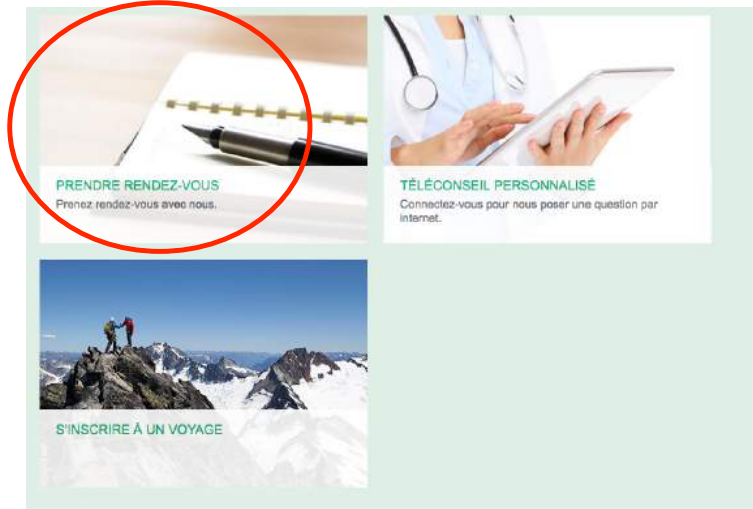 PRENDRE RENDEZ-VOUS
Prenez rendez-vous avec nous.
TÉLÉCONSEIL PERSONNALISÉ
Connectez-vous pour nous poser une question par
internet.
S'INSCRIRE À UN VOYAGE